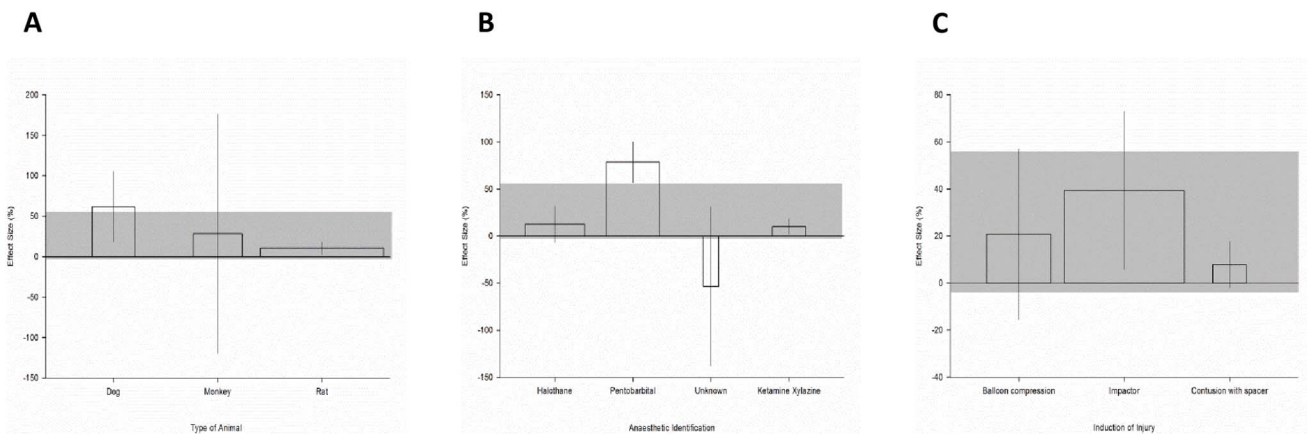 A
B
C
Effect Size (%)
200
150
100
50
0
-50
-100
-150
Dog Monkey Rat
Type of Animal
Effect Size (%)
150
100
50
0
-50
-100
-150
Halothane Pentobarbital Unknown Ketamine Xylazine
Anaesthetic Identification
Effect Size (%)
80
60
40
20
0
-20
-40
Balloon compression Impactor Contusion with spacer
Induction of Injury